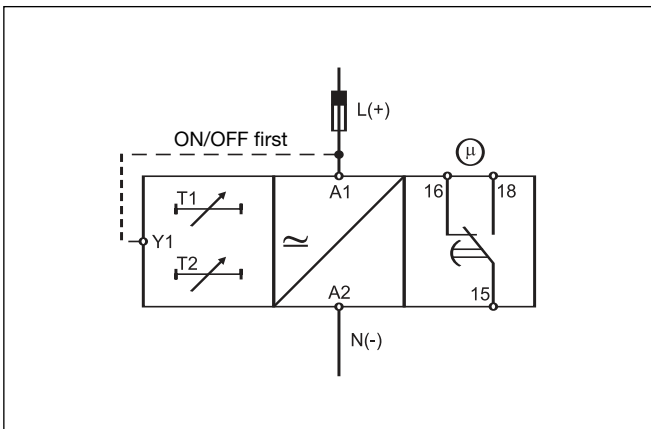 L(+)
ON/OFF first
μ
T1
A1
16
18
Y1
≂
T2
A2
15
N(-)